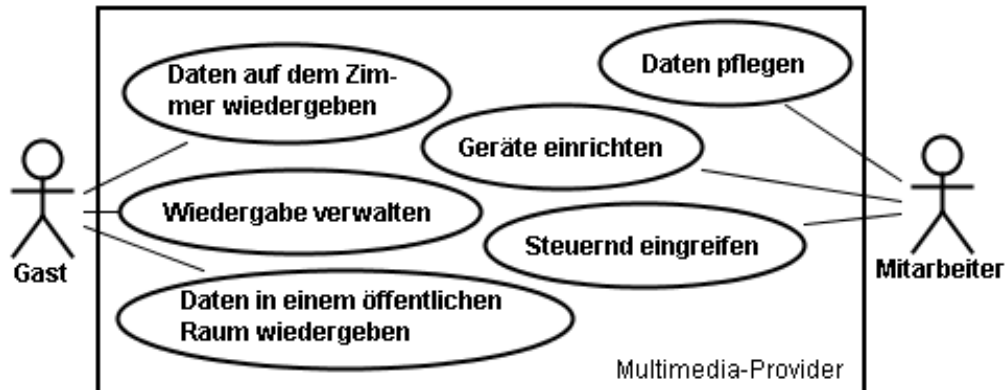 Daten auf dem Zim-
mer wiedergeben
Daten pflegen
Geräte einrichten
Wiedergabe verwalten
Steuernd eingreifen
Gast
Mitarbeiter
Daten in einem öffentlichen
Raum wiedergeben
Multimedia-Provider